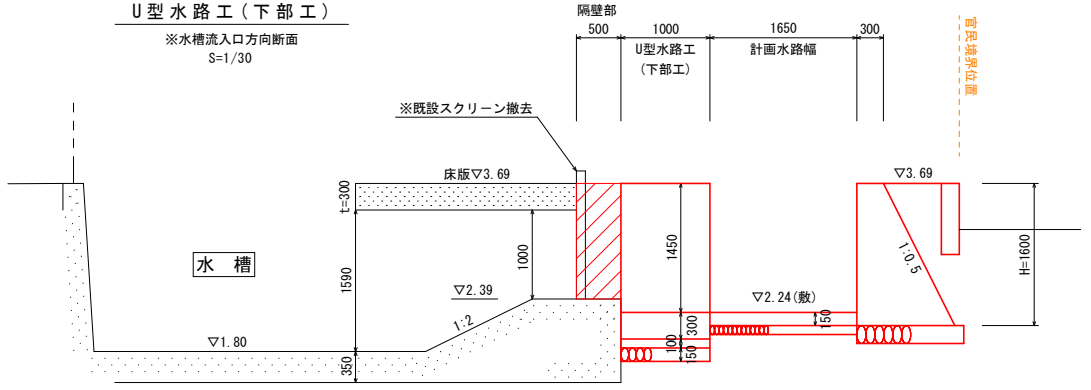 U型水路工(下部工)
※水槽流入口方向断面
S=1/30
隔壁部
500
1000
1650
300
U型水路工
(下部工)
計画水路幅
官民境界位置
※既設スクリーン撤去
床版▽3.69
▽3.69
t=300
1590
1000
1450
1:0.5
H=1600
水 槽
▽2.39
▽2.24(敷)
1:2
150
300
▽1.80
100
150
350